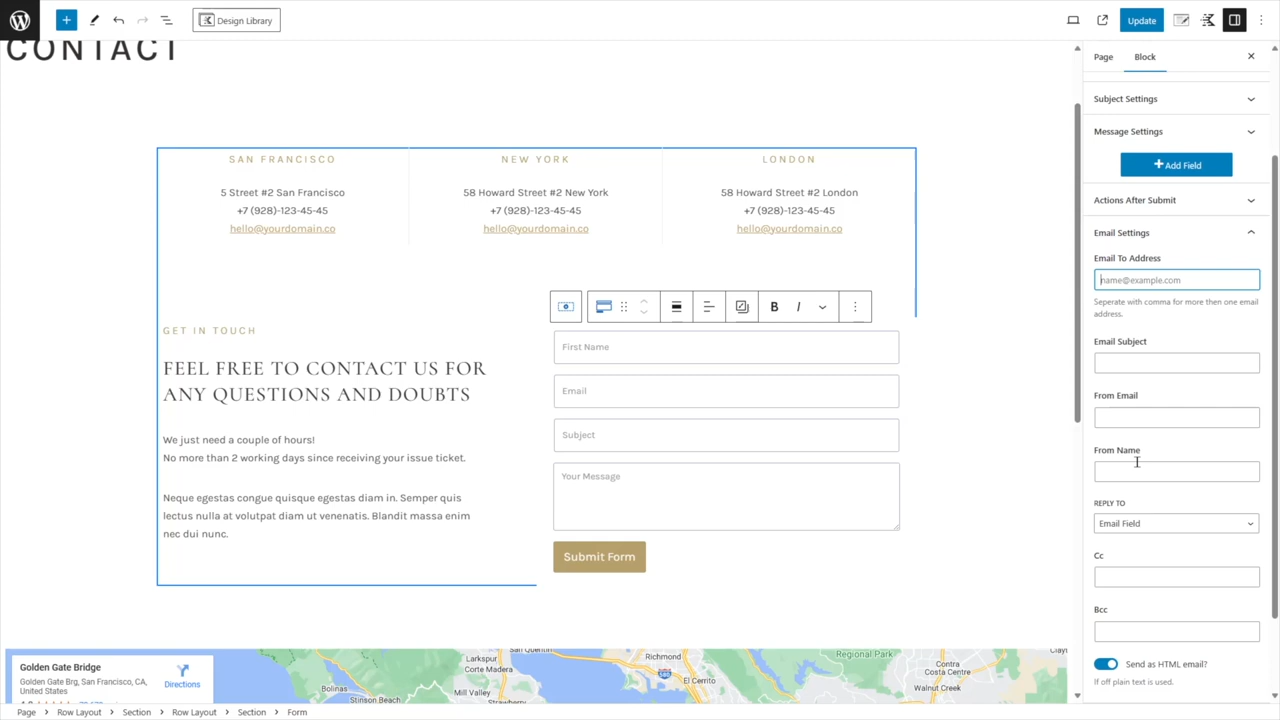 Design Library
Update
CONTACT
SAN FRANCISCO
5 Street #2 San Francisco
+7 (928)-123-45-45
hello@yourdomain.co
NEW YORK
58 Howard Street #2 New York
+7 (928)-123-45-45
hello@yourdomain.co
LONDON
58 Howard Street #2 London
+7 (928)-123-45-45
hello@yourdomain.co
GET IN TOUCH
FEEL FREE TO CONTACT US FOR
ANY QUESTIONS AND DOUBTS
We just need a couple of hours!
No more than 2 working days since receiving your issue ticket.
Neque egestas congue quisque egestas diam in. Semper quis
lectus nulla at volutpat diam ut venenatis. Blandit massa enim
nec dui nunc.
B I
First Name
Email
Subject
Your Message
Submit Form
Golden Gate Bridge
Golden Gate Brg, San Francisco, CA,
United States
Directions
Larkspur
Corte Madera
Bolinas
Mill Valley
Stinson Beach
San Quentin
Richmond
580
El Cerrito
Regional Park
Contra
Centa
Walnut Creek
Page
Block
Subject Settings
Message Settings
+ Add Field
Actions After Submit
Email Settings
Email To Address
name@example.com
Seperate with comma for more then one email
address.
Email Subject
From Email
From Name
REPLY TO
Email Field
Cc
Bcc
Send as HTML email?
If off plain text is used.
Page Row Layout Section Row Layout Section Form